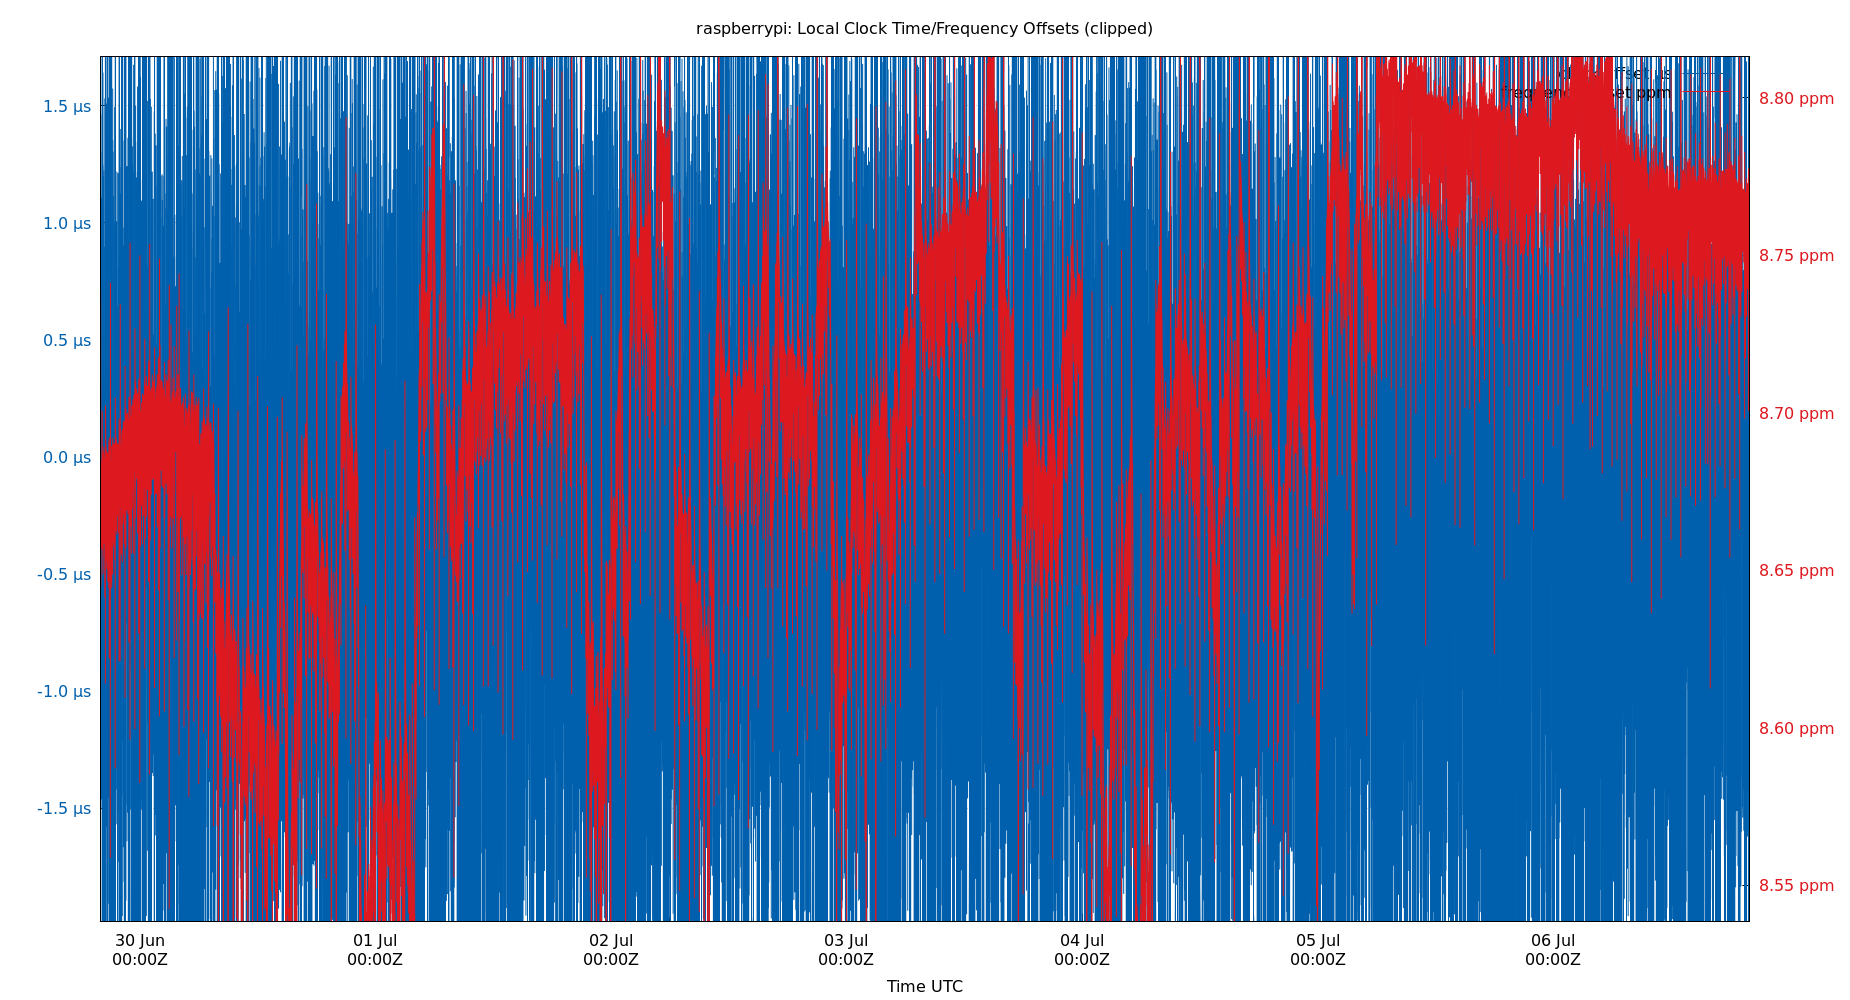 raspberrypi: Local Clock Time/Frequency Offsets (clipped)
ppm
1.5 µs
1.0 µs
0.5 µs
0.0 µs
-0.5 µs
-1.0 µs
-1.5 µs
8.80 ppm
8.75 ppm
8.70 ppm
8.65 ppm
8.60 ppm
8.55 ppm
30 Jun 01 Jul 02 Jul 03 Jul 04 Jul 05 Jul 06 Jul
00:00Z 00:00Z 00:00Z 00:00Z 00:00Z 00:00Z 00:00Z
Time UTC